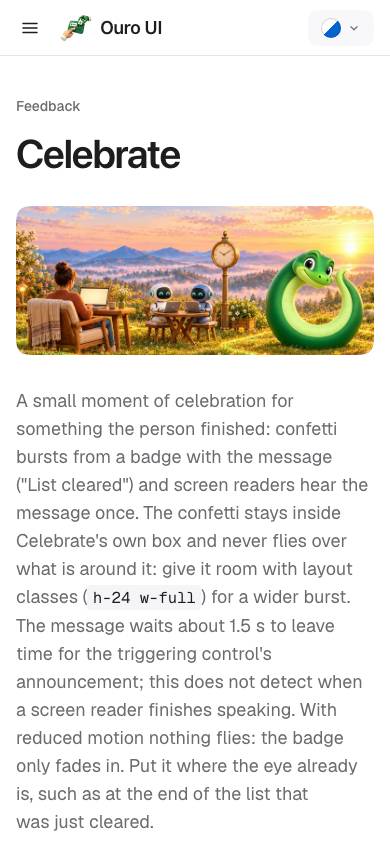 Ouro UI
Feedback
Celebrate
A small moment of celebration for
something the person finished: confetti
bursts from a badge with the message
("List cleared") and screen readers hear the
message once. The confetti stays inside
Celebrate's own box and never flies over
what is around it: give it room with layout
classes ( h-24 w-full ) for a wider burst.
The message waits about 1.5 s to leave
time for the triggering control's
announcement; this does not detect when
a screen reader finishes speaking. With
reduced motion nothing flies: the badge
only fades in. Put it where the eye already
is, such as at the end of the list that
was just cleared.